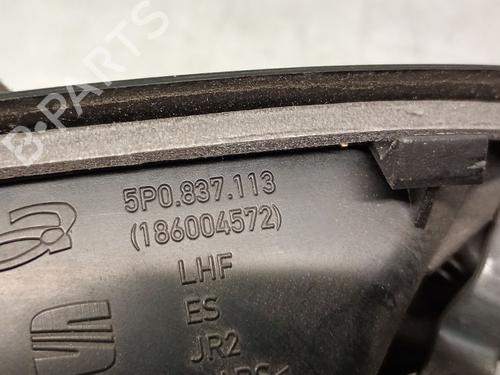 B-PARTS
5P0.837.113
(186004572)
LHF
ES
JR2